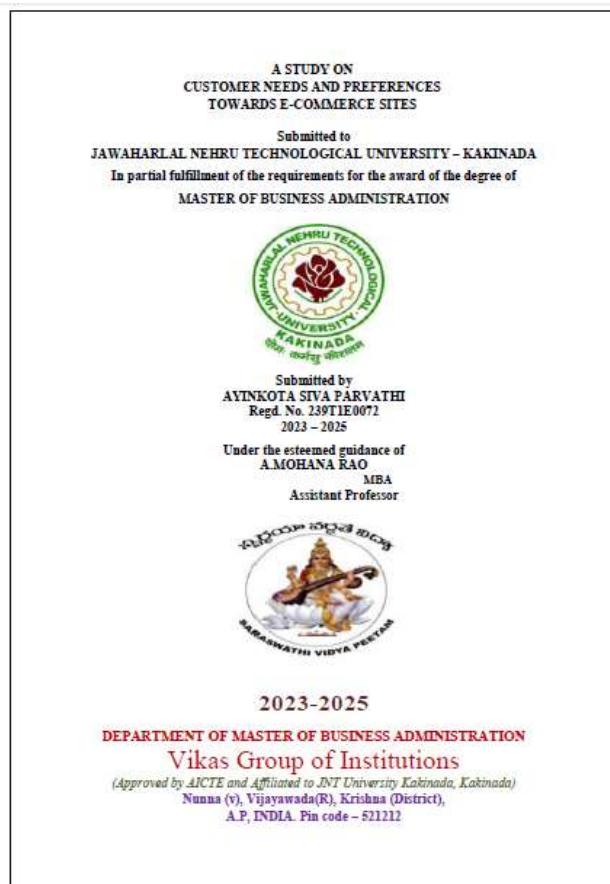 A STUDY ON
CUSTOMER NEEDS AND PREFERENCES
TOWARDS E-COMMERCE SITES
Submitted to
JAWAHARLAL NEHRU TECHNOLOGICAL UNIVERSITY – KAKINADA
In partial fulfillment of the requirements for the award of the degree of
MASTER OF BUSINESS ADMINISTRATION
JAWAHARLAL NEHRU TECHNOLOGICAL
UNIVERSITY
KAKINADA
योगः कर्मसु कौशलम्
Submitted by
AYINKOTA SIVA PARVATHI
Regd. No. 239T1E0072
2023 – 2025
Under the esteemed guidance of
A.MOHANA RAO
MBA
Assistant Professor
SARASWATHI VIDYA PEETAM
2023-2025
DEPARTMENT OF MASTER OF BUSINESS ADMINISTRATION
Vikas Group of Institutions
(Approved by AICTE and Affiliated to JNT University Kakinada, Kakinada)
Nunna (v), Vijayawada(R), Krishna (District),
A.P, INDIA. Pin code – 521212